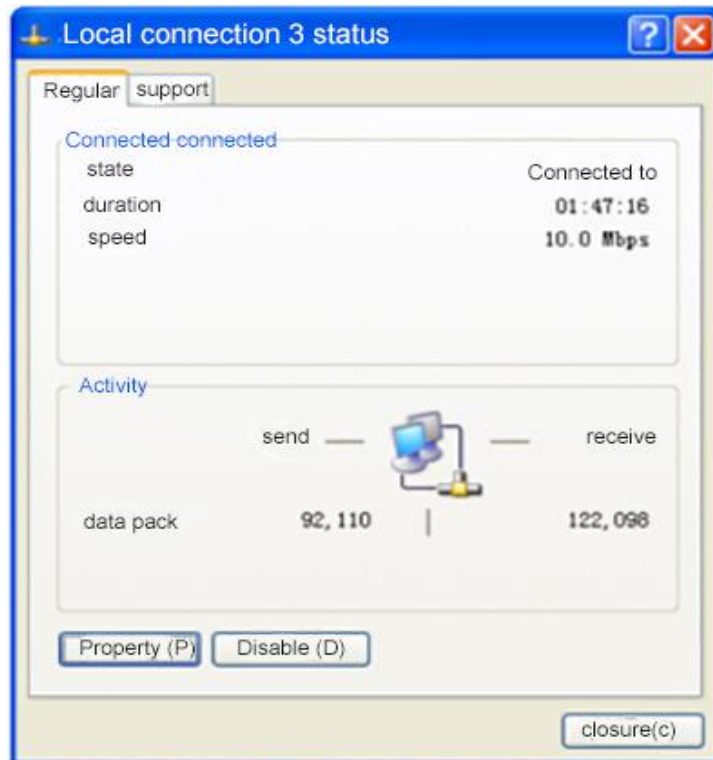 Local connection 3 status
Regular support
Connected connected
state Connected to
duration 01:47:16
speed 10.0 Mbps
Activity
send receive
data pack 92,110 122,098
Property (P) Disable (D)
closure(c)